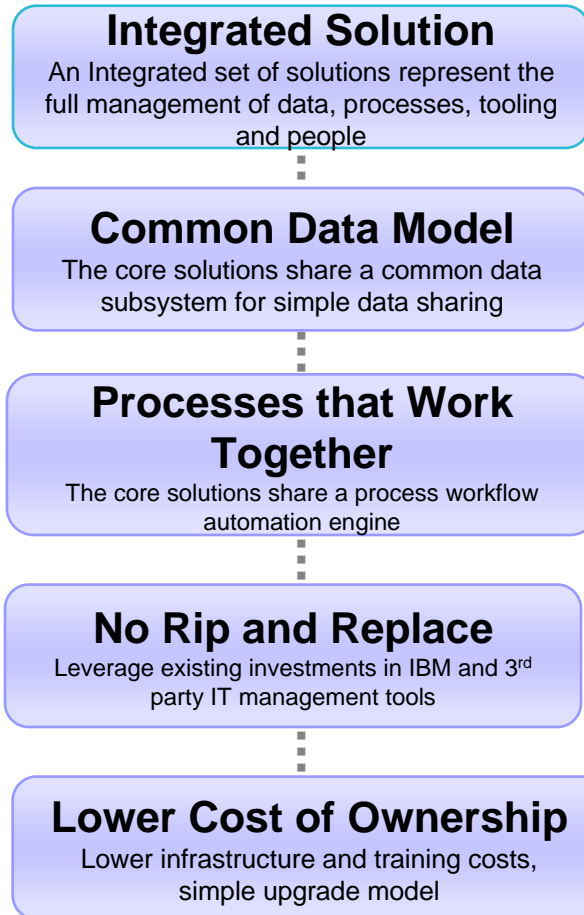 Integrated Solution
An Integrated set of solutions represent the
full management of data, processes, tooling
and people
Common Data Model
The core solutions share a common data
subsystem for simple data sharing
Processes that Work
Together
The core solutions share a process workflow
automation engine
No Rip and Replace
Leverage existing investments in IBM and 3rd
party IT management tools
Lower Cost of Ownership
Lower infrastructure and training costs,
simple upgrade model